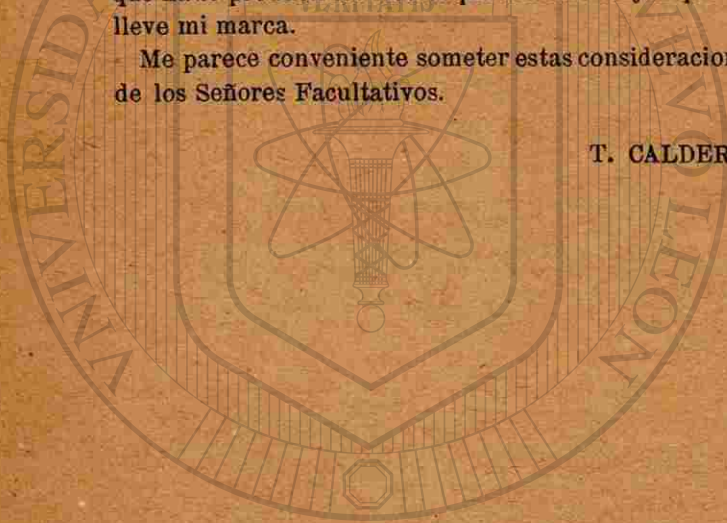 lleve mi marca.
Me parece conveniente someter estas consideracion
de los Señores Facultativos.
T. CALDER